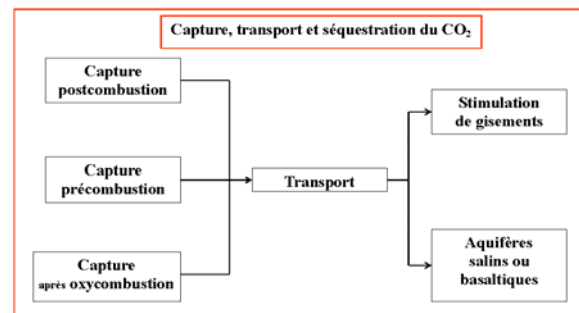 Capture, transport et séquestration du CO₂
Capture
postcombustion
Capture
précombustion
Capture
après oxycombustion
Transport
Stimulation
de gisements
Aquifères
salins ou
basaltiques